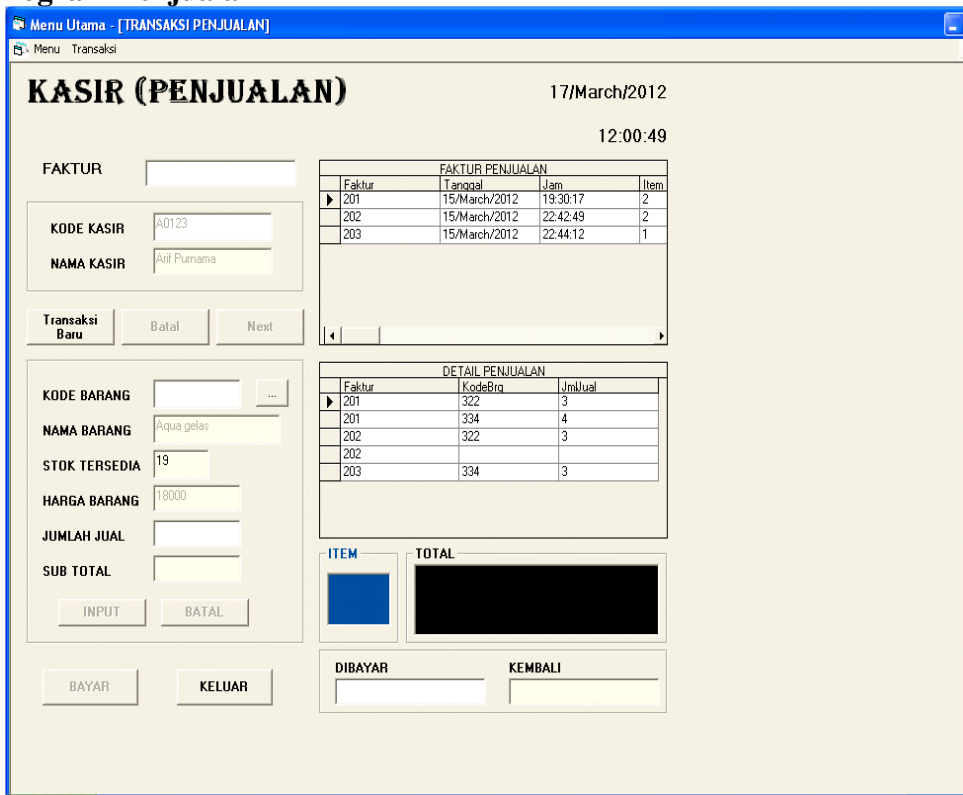 Menu Utama - [TRANSAKSI PENJUALAN]
Menu Transaksi
KASIR (PENJUALAN)
17/March/2012
12:00:49
FAKTUR
KODE KASIR A0123
NAMA KASIR Arif Purnama
Transaksi Baru Batal Next
KODE BARANG ...
NAMA BARANG Aqua gelas
STOK TERSEDIA 19
HARGA BARANG 18000
JUMLAH JUAL
SUB TOTAL
INPUT BATAL
BAYAR KELUAR
FAKTUR PENJUALAN
Faktur Tanggal Jam Item
201 15/March/2012 19:30:17 2
202 15/March/2012 22:42:49 2
203 15/March/2012 22:44:12 1
DETAIL PENJUALAN
Faktur KodeBrg JmlJual
201 322 3
201 334 4
202 322 3
202
203 334 3
ITEM TOTAL
DIBAYAR KEMBALI